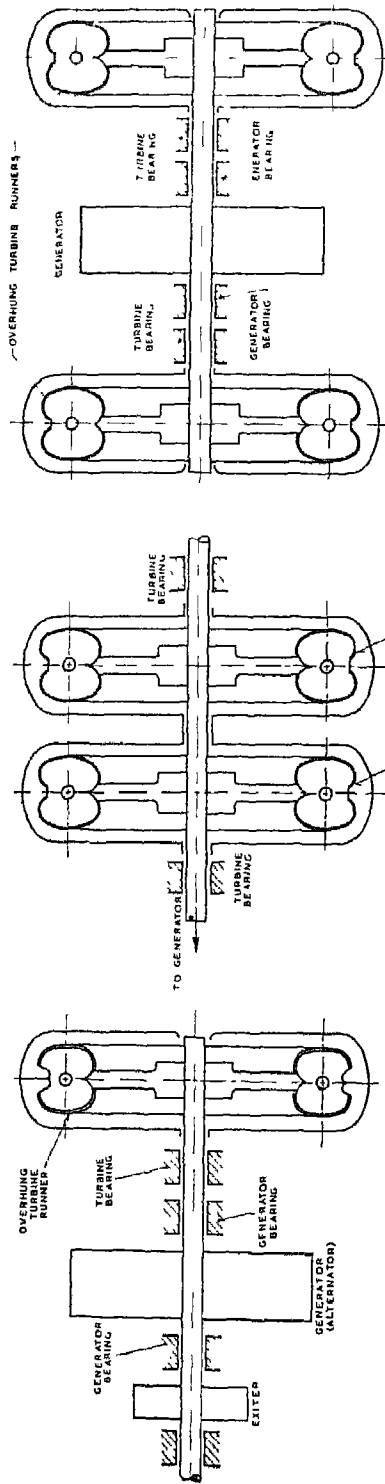 OVERHUNG
TURBINE
RUNNER
TURBINE
BEARING
GENERATOR
BEARING
GENERATOR BEARING
GENERATOR
(ALTERNATOR)
EXITER
TO GENERATOR
TURBINE
BEARING
TURBINE
BEARING
OVERHUNG TURBINE RUNNERS
GENERATOR
TURBINE
BEARING
GENERATOR)
BEARING
TURBINE
BEARING
ENERATOR
BEARING